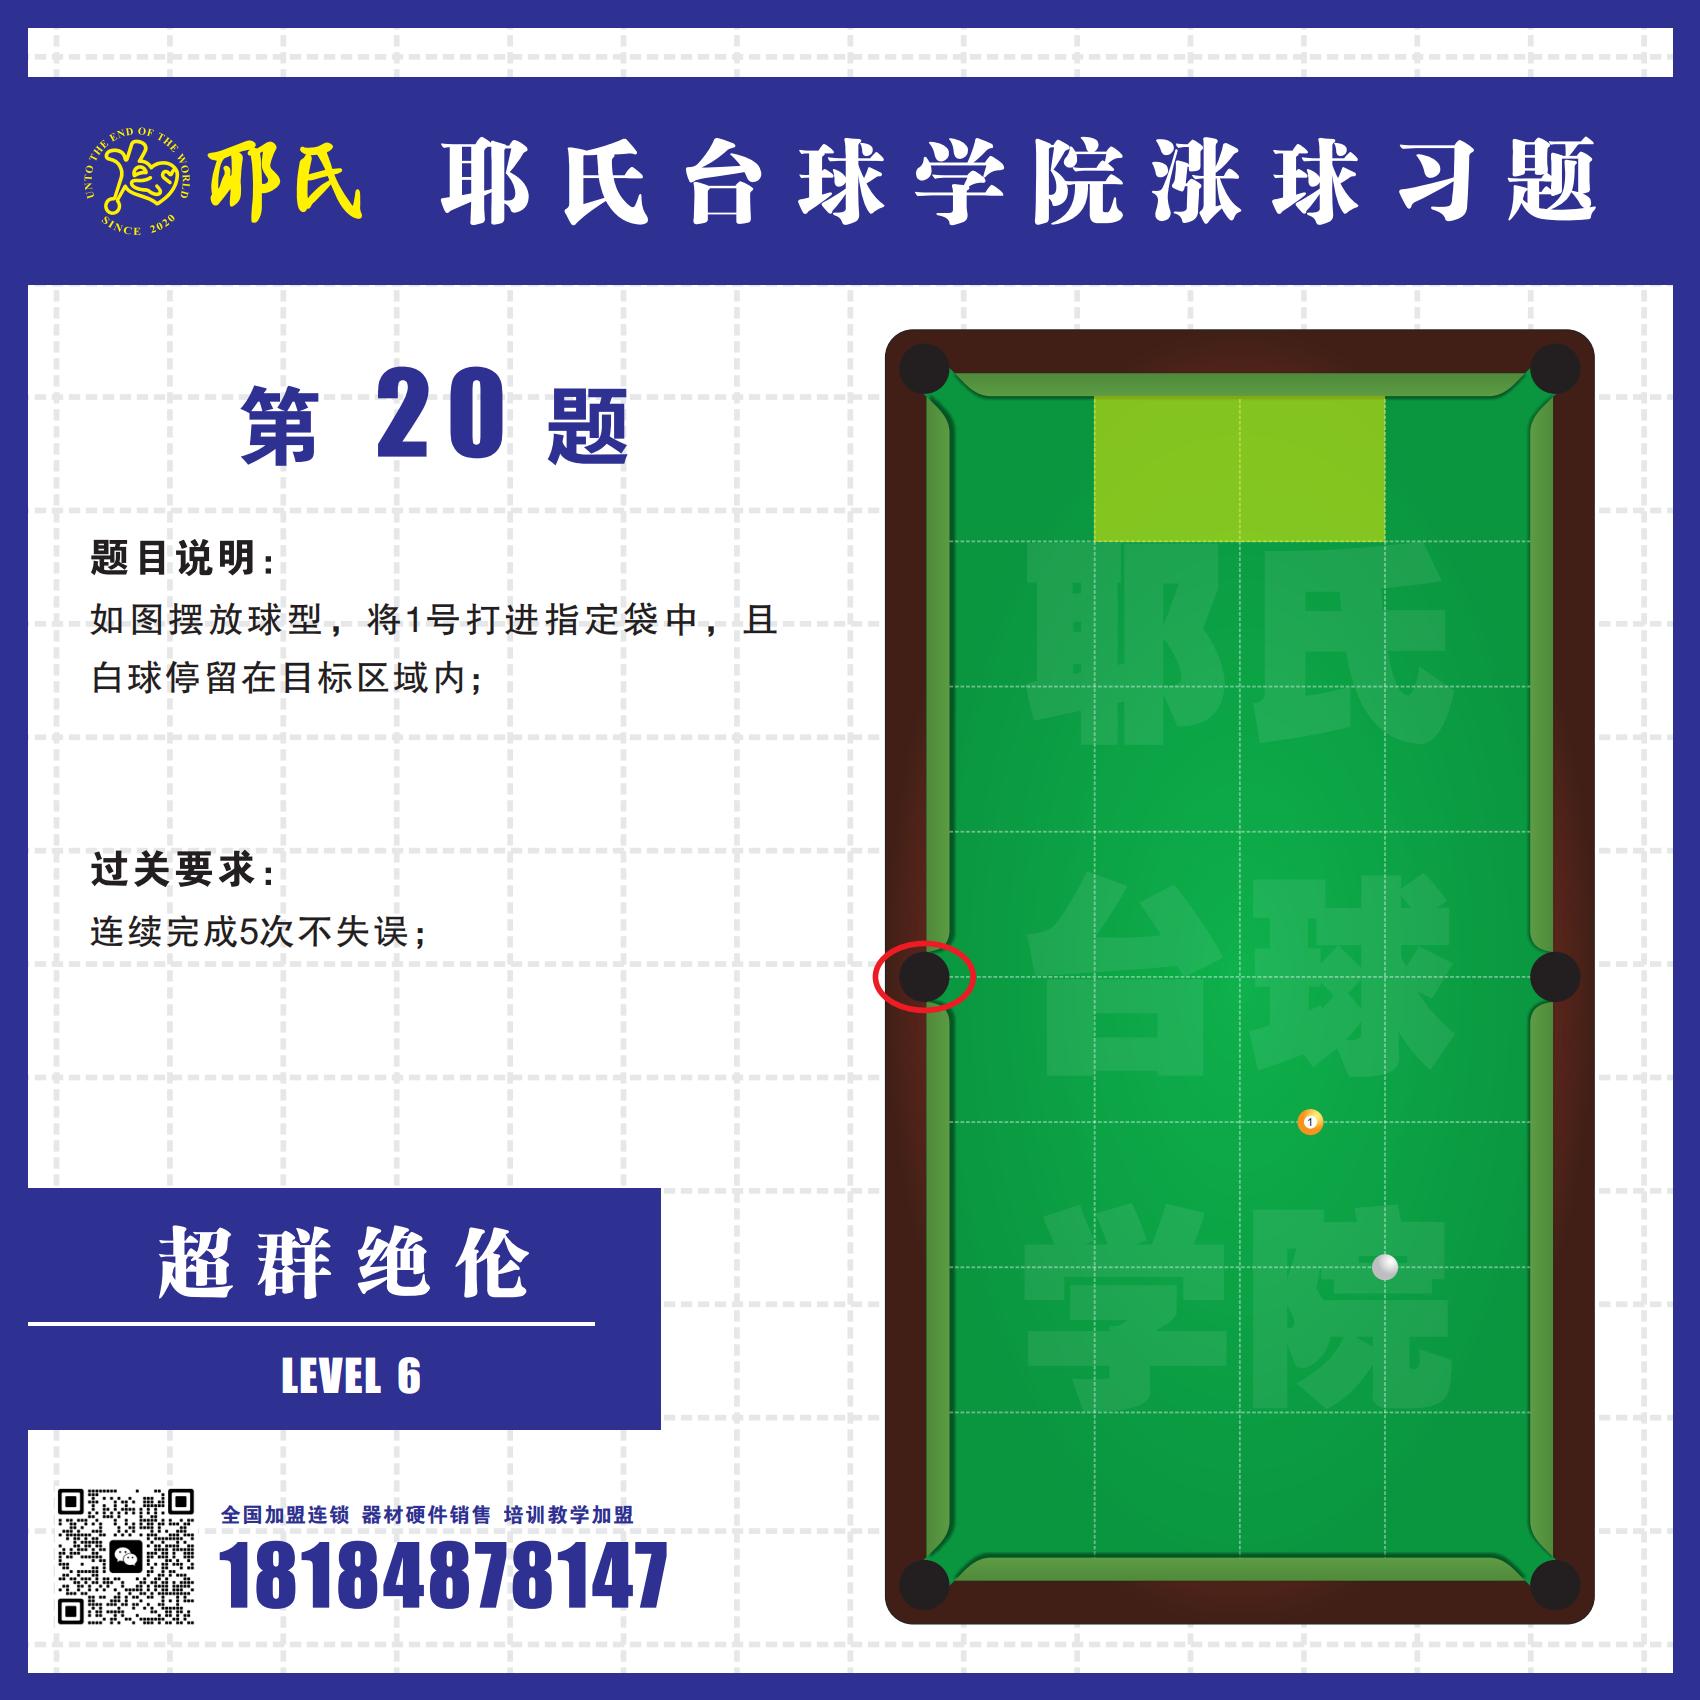 UNTO THE END OF THE WORLD
SINCE 2020
耶氏
耶氏台球学院涨球习题
第 20 题
题目说明：
如图摆放球型，将1号打进指定袋中，且
白球停留在目标区域内；
过关要求：
连续完成5次不失误；
耶氏
台球
学院
1
超群绝伦
LEVEL 6
全国加盟连锁 器材硬件销售 培训教学加盟
18184878147